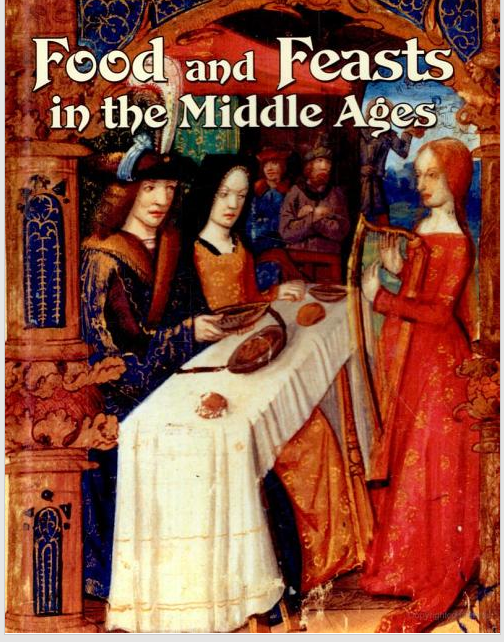 Food and Feasts
in the Middle Ages